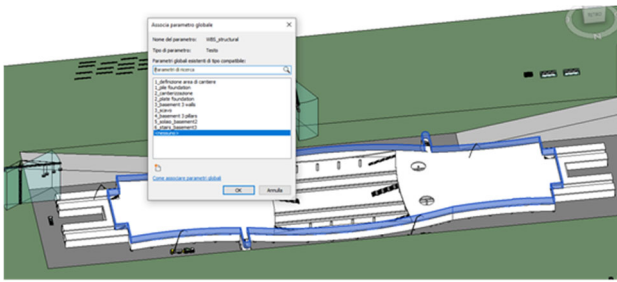 Associa parametro globale
Nome del parametro: WBS_structural
Tipo di parametro: Testo
Parametri globali esistenti di tipo compatibile:
Parametri di ricerca
1_definizione area di cantiere
1_pile foundation
2_cantierizzazione
2_plate foundation
3_basement 3 walls
3_scavo
4_basement 3 pillars
5_solaio_basement2
6_stairs_basement3
<nessuno>
Come associare parametri globali
OK
Annulla
N